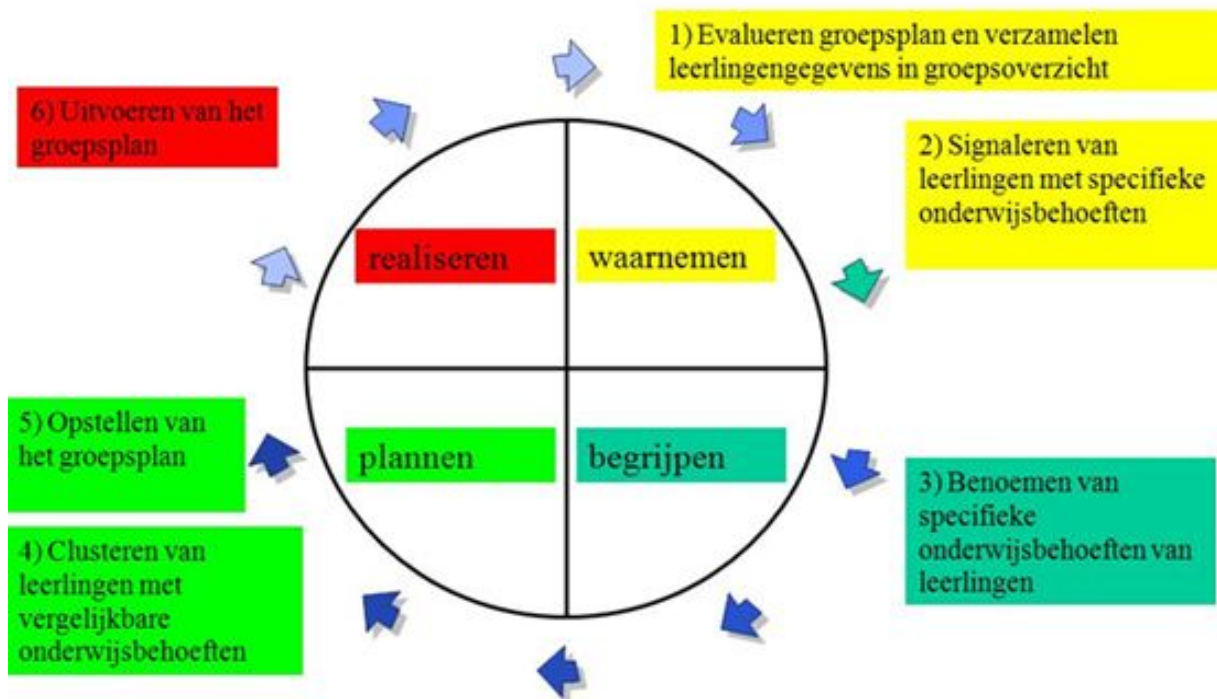 1) Evalueren groepsplan en verzamelen
leerlingengegevens in groepsoverzicht
2) Signaleren van
leerlingen met specifieke
onderwijsbehoeften
3) Benoemen van
specifieke
onderwijsbehoeften van
leerlingen
4) Clusteren van
leerlingen met
vergelijkbare
onderwijsbehoeften
5) Opstellen van
het groepsplan
6) Uitvoeren van het
groepsplan
realiseren
waarnemen
plannen
begrijpen